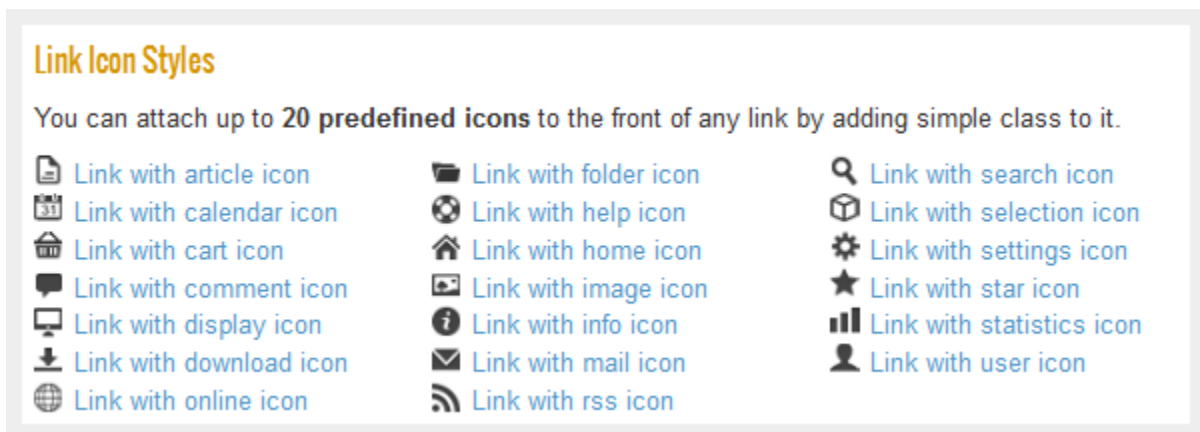 Link Icon Styles
You can attach up to 20 predefined icons to the front of any link by adding simple class to it.
Link with article icon
Link with calendar icon
Link with cart icon
Link with comment icon
Link with display icon
Link with download icon
Link with online icon
Link with folder icon
Link with help icon
Link with home icon
Link with image icon
Link with info icon
Link with mail icon
Link with rss icon
Link with search icon
Link with selection icon
Link with settings icon
Link with star icon
Link with statistics icon
Link with user icon